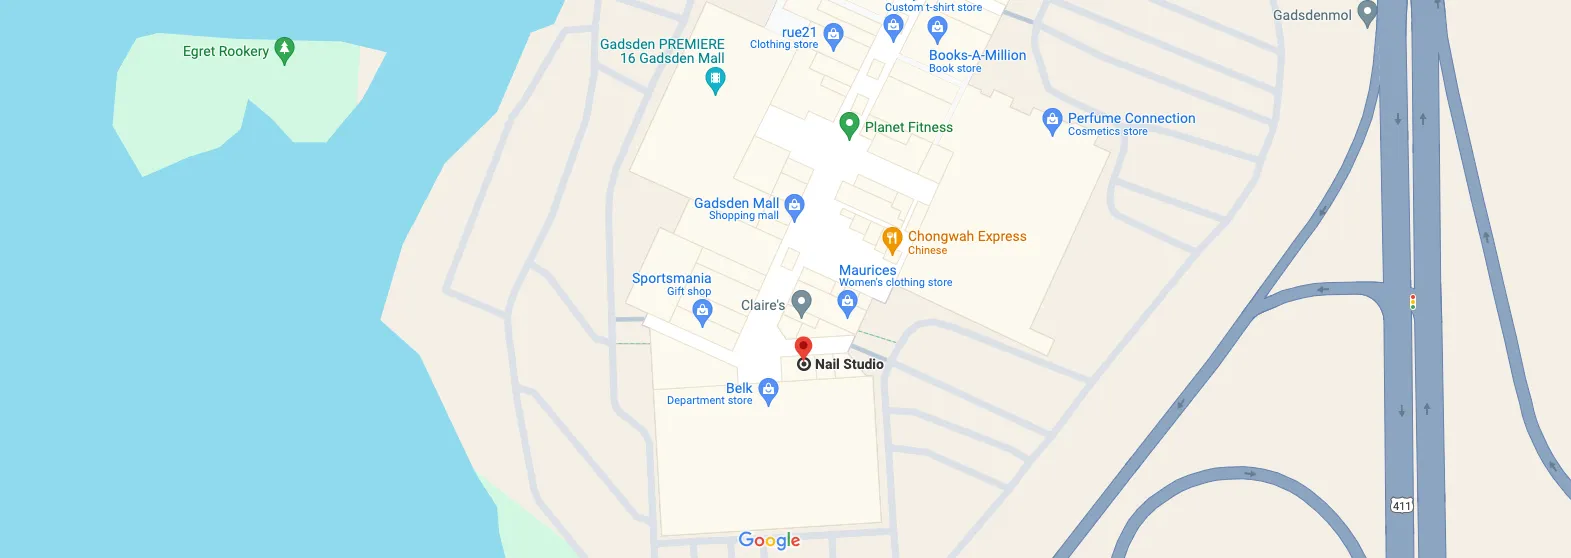 Custom t-shirt store
Gadsdenmol
rue21
Clothing store
Egret Rookery
Gadsden PREMIERE
16 Gadsden Mall
Books-A-Million
Book store
Perfume Connection
Cosmetics store
Planet Fitness
Gadsden Mall
Shopping mall
Chongwah Express
Chinese
Maurices
Women's clothing store
Sportsmania
Gift shop
Claire's
Nail Studio
Belk
Department store
411
Google